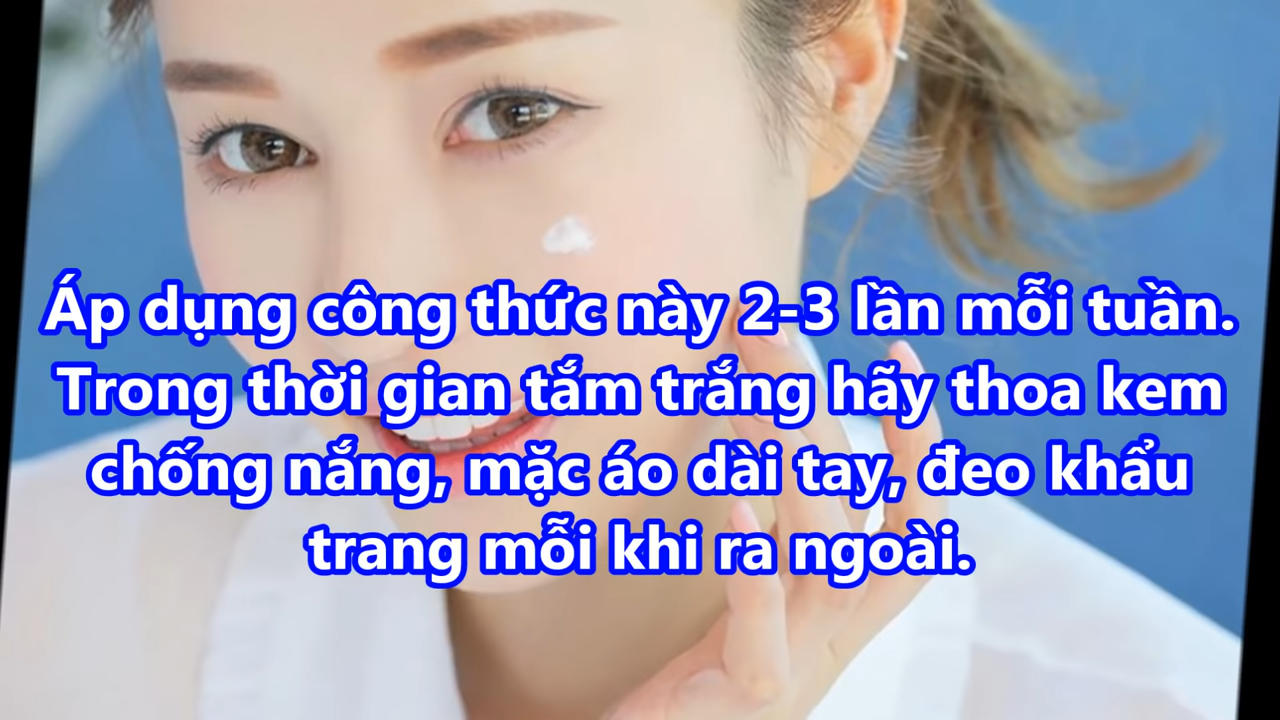 Áp dụng công thức này 2-3 lần mỗi tuần.
Trong thời gian tắm trắng hãy thoa kem
chống nắng, mặc áo dài tay, đeo khẩu
trang mỗi khi ra ngoài.